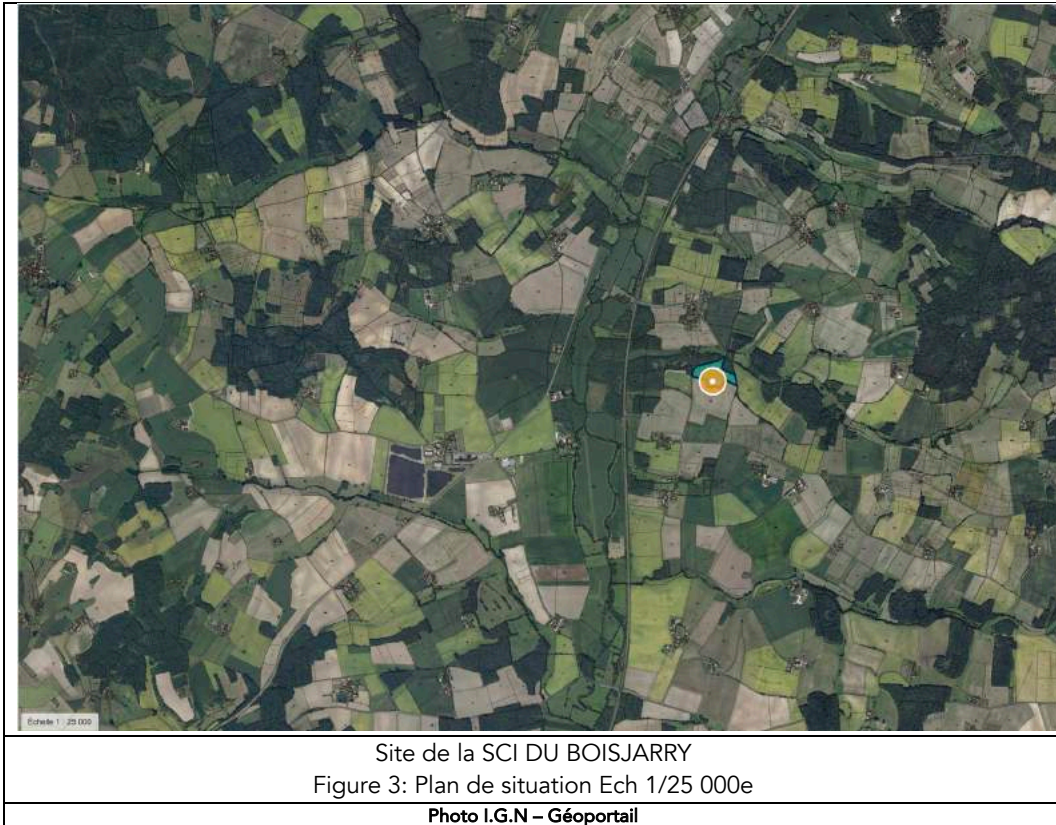 Echelle 1 : 25 000
Site de la SCI DU BOISJARRY
Figure 3: Plan de situation Ech 1/25 000e
Photo I.G.N – Géoportail